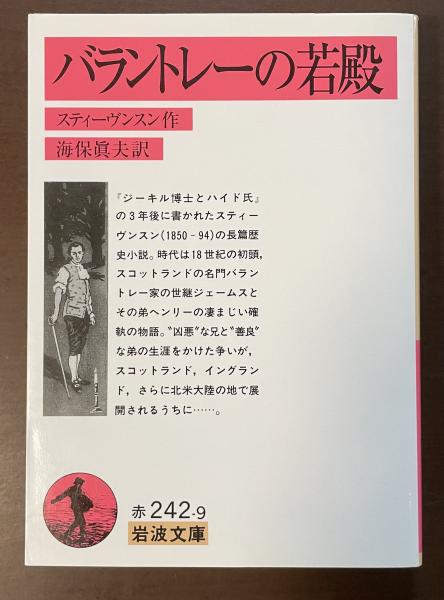 バラントレーの若殿
スティーヴンスン作
海保眞夫訳
『ジーキル博士とハイド氏』
の3年後に書かれたスティー
ヴンスン(1850-94)の長篇歴
史小説。時代は18世紀の初頭,
スコットランドの名門バラン
トレー家の世継ジェームスと
その弟ヘンリーの凄まじい確
執の物語。〝凶悪〟な兄と〝善良〟
な弟の生涯をかけた争いが,
スコットランド, イングラン
ド, さらに北米大陸の地で展
開されるうちに……。
赤242-9
岩波文庫